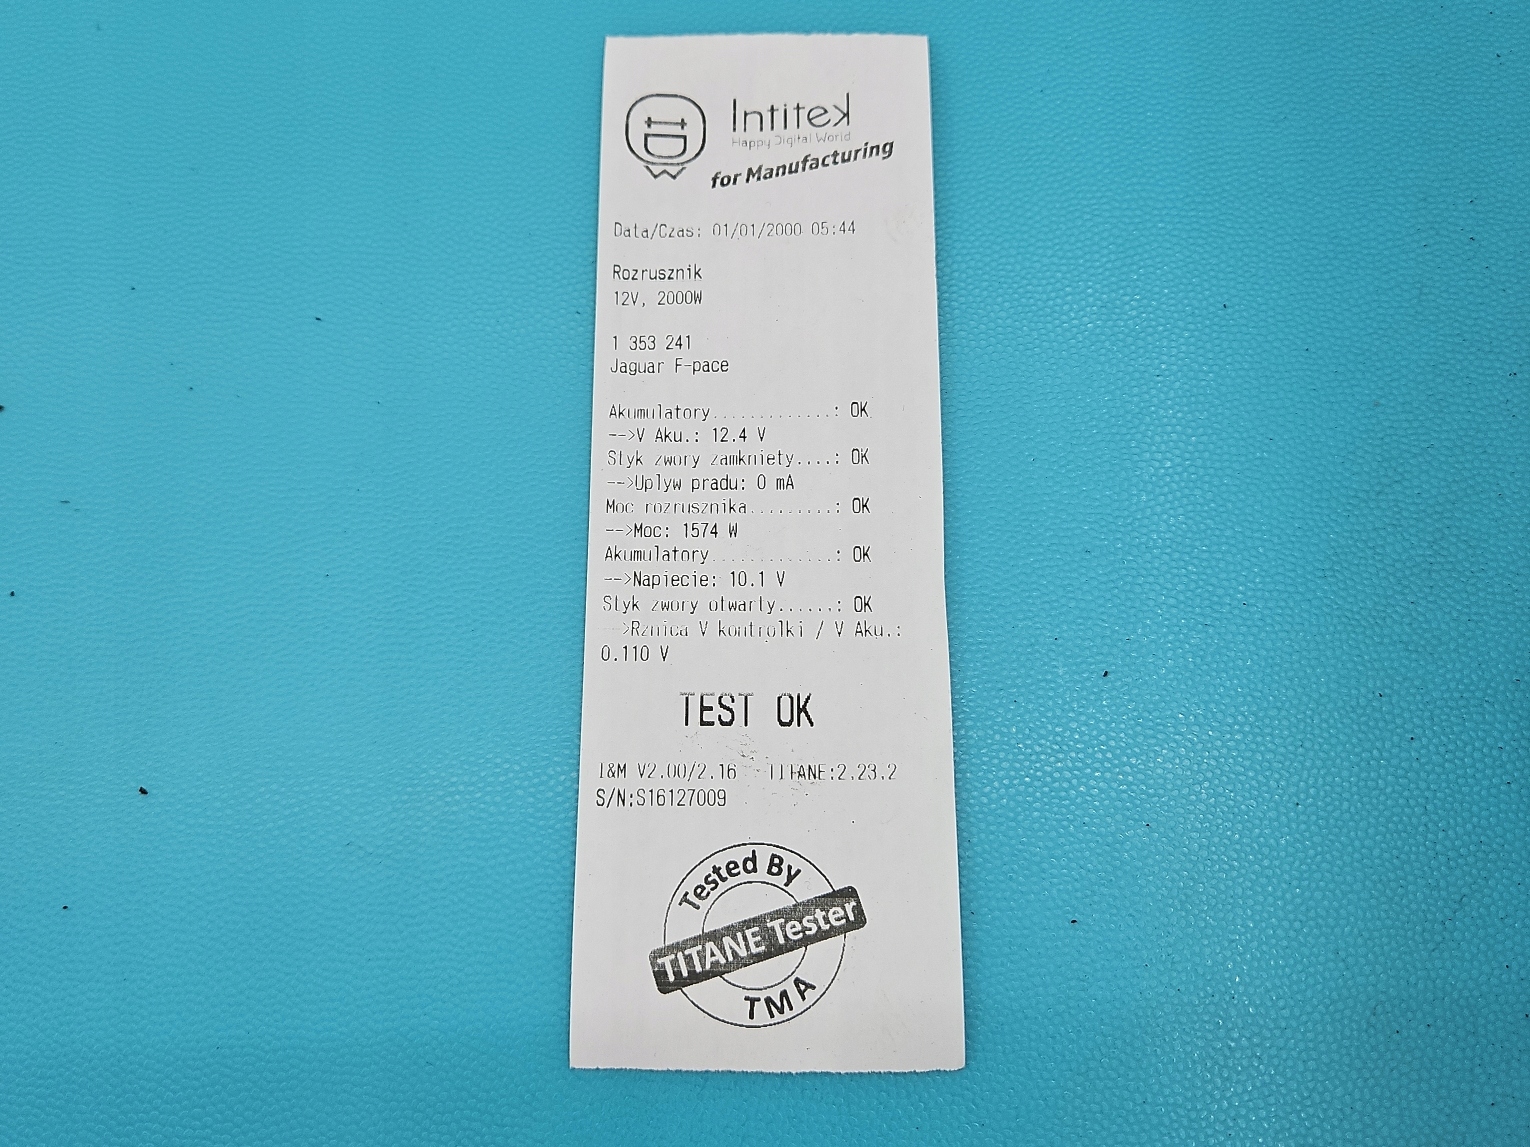 Intitek
Happy Digital World
for Manufacturing
Data/Czas: 01/01/2000 05:44
Rozrusznik
12V, 2000W
1 353 241
Jaguar F-pace
Akumulatory.............: OK
-->V Aku.: 12.4 V
Styk zwory zamkniety....: OK
-->Uplyw pradu: 0 mA
Moc rozrusznika.........: OK
-->Moc: 1574 W
Akumulatory.............: OK
-->Napiecie: 10.1 V
Styk zwory otwarty......: OK
-->Rznica V kontrolki / V Aku.:
0.110 V
TEST OK
I&M V2.00/2.16 TITANE:2.23.2
S/N:S16127009
Tested By
TITANE Tester
TMA